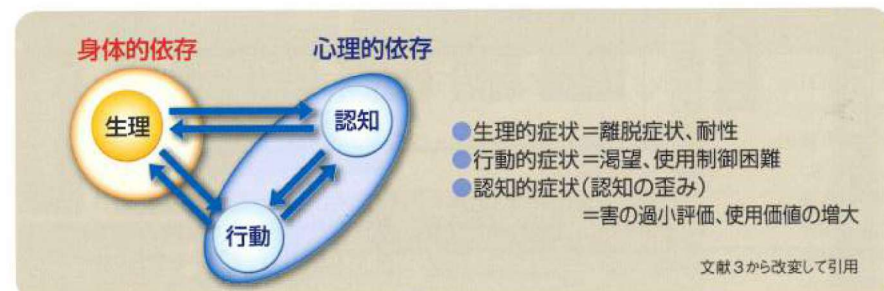 身体的依存
心理的依存
生理
認知
行動
●生理的症状=離脱症状、耐性
●行動的症状=渇望、使用制御困難
●認知的症状(認知の歪み)
=害の過小評価、使用価値の増大
文献3から改変して引用